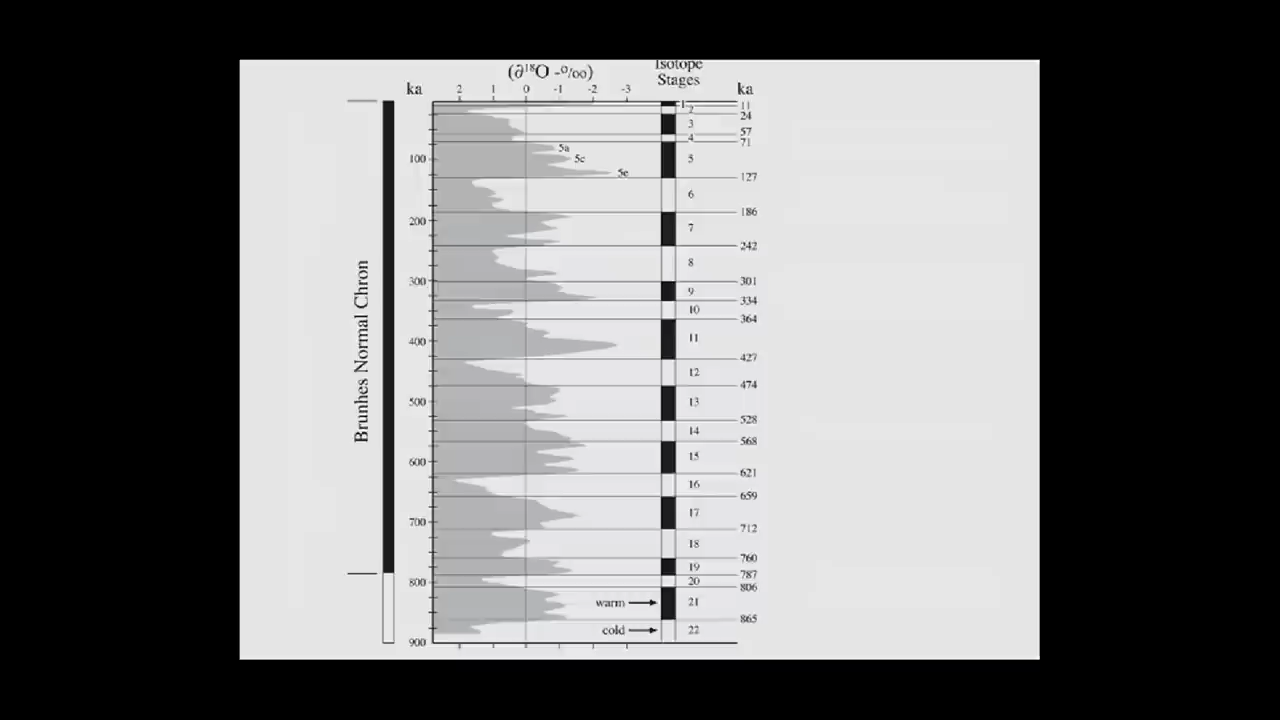 Isotope
(∂¹⁸O -⁰/₀₀) Stages
ka 2 1 0 -1 -2 -3 ka
1 11
2 24
3 57
4 71
5a
5c
100 5
5e 127
6 186
200 7 242
8 301
300 9 334
10 364
400 11 427
12 474
500 13 528
14 568
600 15 621
16 659
700 17 712
18 760
19 787
800 20 806
warm 21 865
cold 22
900
Brunhes Normal Chron